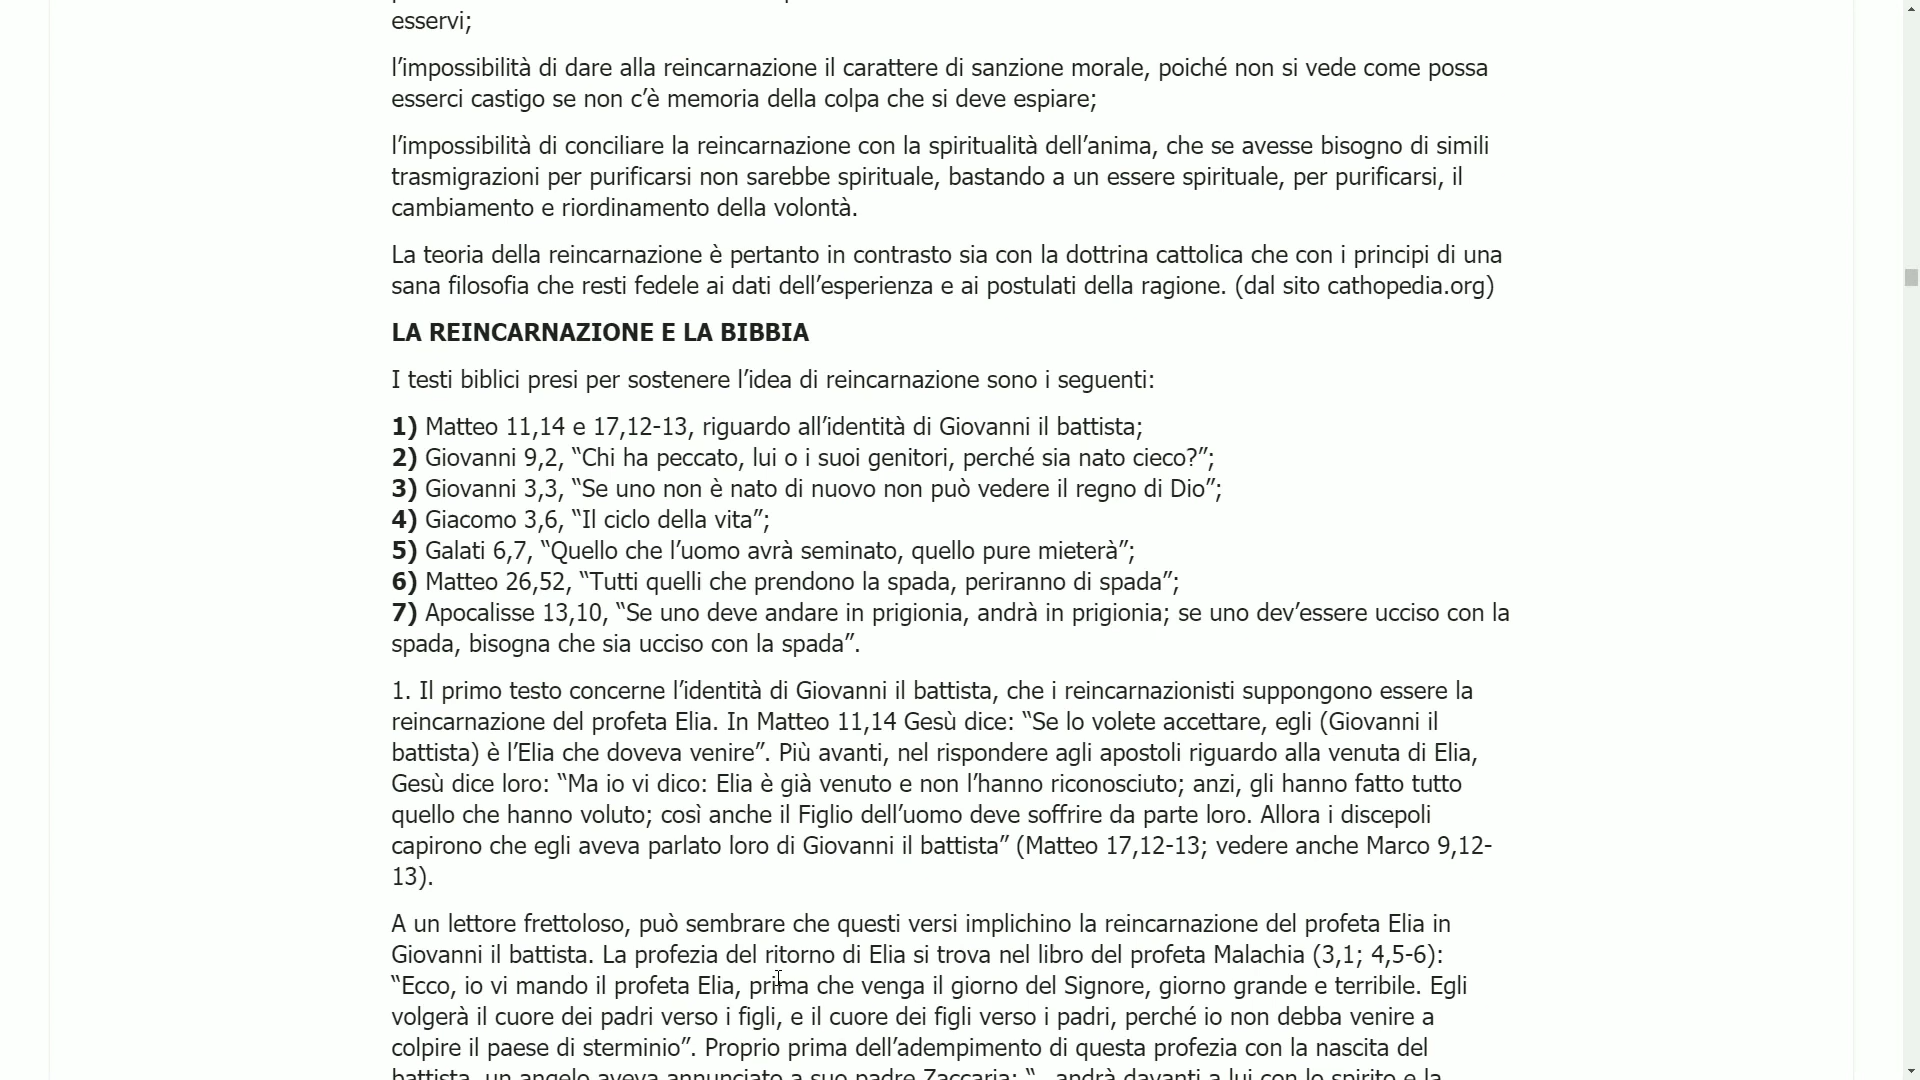 esservi;
l’impossibilità di dare alla reincarnazione il carattere di sanzione morale, poiché non si vede come possa
esserci castigo se non c’è memoria della colpa che si deve espiare;
l’impossibilità di conciliare la reincarnazione con la spiritualità dell’anima, che se avesse bisogno di simili
trasmigrazioni per purificarsi non sarebbe spirituale, bastando a un essere spirituale, per purificarsi, il
cambiamento e riordinamento della volontà.
La teoria della reincarnazione è pertanto in contrasto sia con la dottrina cattolica che con i principi di una
sana filosofia che resti fedele ai dati dell’esperienza e ai postulati della ragione. (dal sito cathopedia.org)
LA REINCARNAZIONE E LA BIBBIA
I testi biblici presi per sostenere l’idea di reincarnazione sono i seguenti:
1) Matteo 11,14 e 17,12-13, riguardo all’identità di Giovanni il battista;
2) Giovanni 9,2, “Chi ha peccato, lui o i suoi genitori, perché sia nato cieco?”;
3) Giovanni 3,3, “Se uno non è nato di nuovo non può vedere il regno di Dio”;
4) Giacomo 3,6, “Il ciclo della vita”;
5) Galati 6,7, “Quello che l’uomo avrà seminato, quello pure mieterà”;
6) Matteo 26,52, “Tutti quelli che prendono la spada, periranno di spada”;
7) Apocalisse 13,10, “Se uno deve andare in prigionia, andrà in prigionia; se uno dev’essere ucciso con la
spada, bisogna che sia ucciso con la spada”.
1. Il primo testo concerne l’identità di Giovanni il battista, che i reincarnazionisti suppongono essere la
reincarnazione del profeta Elia. In Matteo 11,14 Gesù dice: “Se lo volete accettare, egli (Giovanni il
battista) è l’Elia che doveva venire”. Più avanti, nel rispondere agli apostoli riguardo alla venuta di Elia,
Gesù dice loro: “Ma io vi dico: Elia è già venuto e non l’hanno riconosciuto; anzi, gli hanno fatto tutto
quello che hanno voluto; così anche il Figlio dell’uomo deve soffrire da parte loro. Allora i discepoli
capirono che egli aveva parlato loro di Giovanni il battista” (Matteo 17,12-13; vedere anche Marco 9,12-
13).
A un lettore frettoloso, può sembrare che questi versi implichino la reincarnazione del profeta Elia in
Giovanni il battista. La profezia del ritorno di Elia si trova nel libro del profeta Malachia (3,1; 4,5-6):
“Ecco, io vi mando il profeta Elia, prima che venga il giorno del Signore, giorno grande e terribile. Egli
volgerà il cuore dei padri verso i figli, e il cuore dei figli verso i padri, perché io non debba venire a
colpire il paese di sterminio”. Proprio prima dell’adempimento di questa profezia con la nascita del
battista, un angelo aveva annunciato a suo padre Zaccaria: “…andrà davanti a lui con lo spirito e la